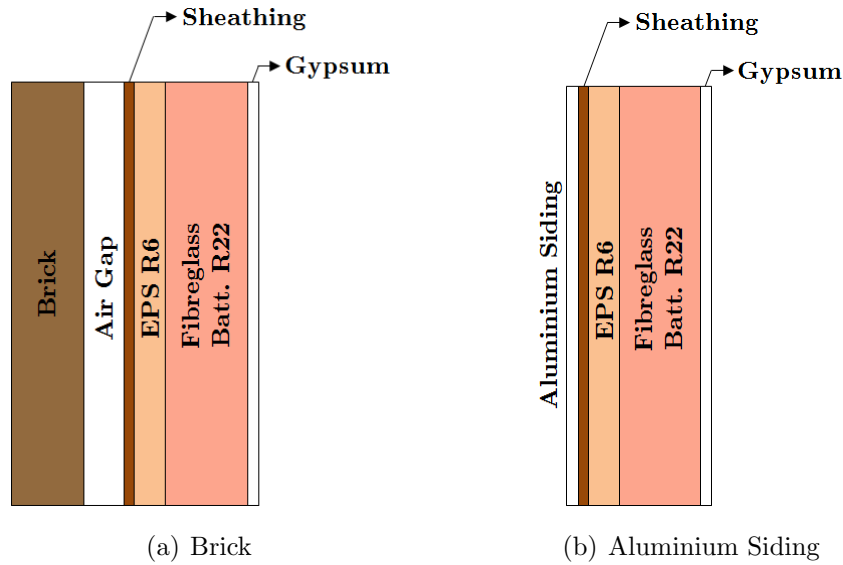 Sheathing
Gypsum
Brick
Air Gap
EPS R6
Fibreglass
Batt. R22
(a) Brick
Sheathing
Gypsum
Aluminium Siding
EPS R6
Fibreglass
Batt. R22
(b) Aluminium Siding